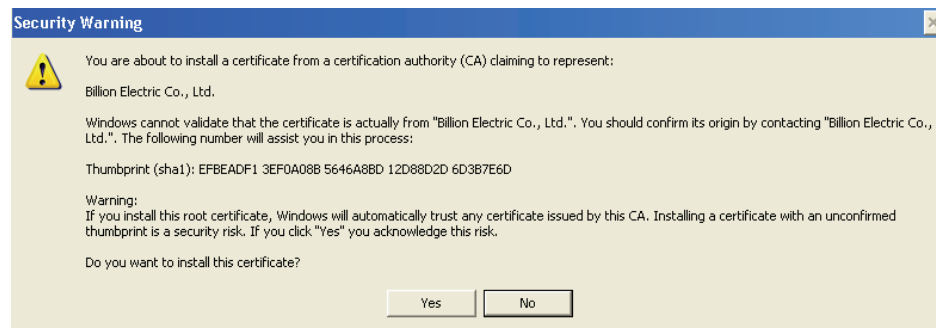 Security Warning
You are about to install a certificate from a certification authority (CA) claiming to represent:
Billion Electric Co., Ltd.
Windows cannot validate that the certificate is actually from "Billion Electric Co., Ltd.". You should confirm its origin by contacting "Billion Electric Co.,
Ltd.". The following number will assist you in this process:
Thumbprint (sha1): EFBEADF1 3EF0A08B 5646A8BD 12D88D2D 6D3B7E6D
Warning:
If you install this root certificate, Windows will automatically trust any certificate issued by this CA. Installing a certificate with an unconfirmed
thumbprint is a security risk. If you click "Yes" you acknowledge this risk.
Do you want to install this certificate?
Yes No